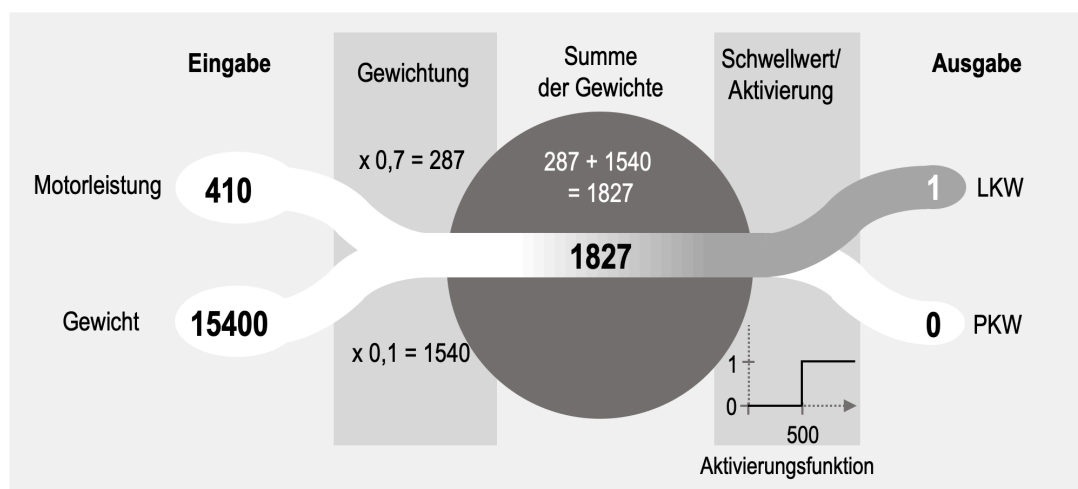 Eingabe
Gewichtung
Summe
der Gewichte
Schwellwert/
Aktivierung
Ausgabe
x 0,7 = 287
287 + 1540
= 1827
Motorleistung
410
1
LKW
1827
Gewicht
15400
0
PKW
x 0,1 = 1540
1
0
500
Aktivierungsfunktion